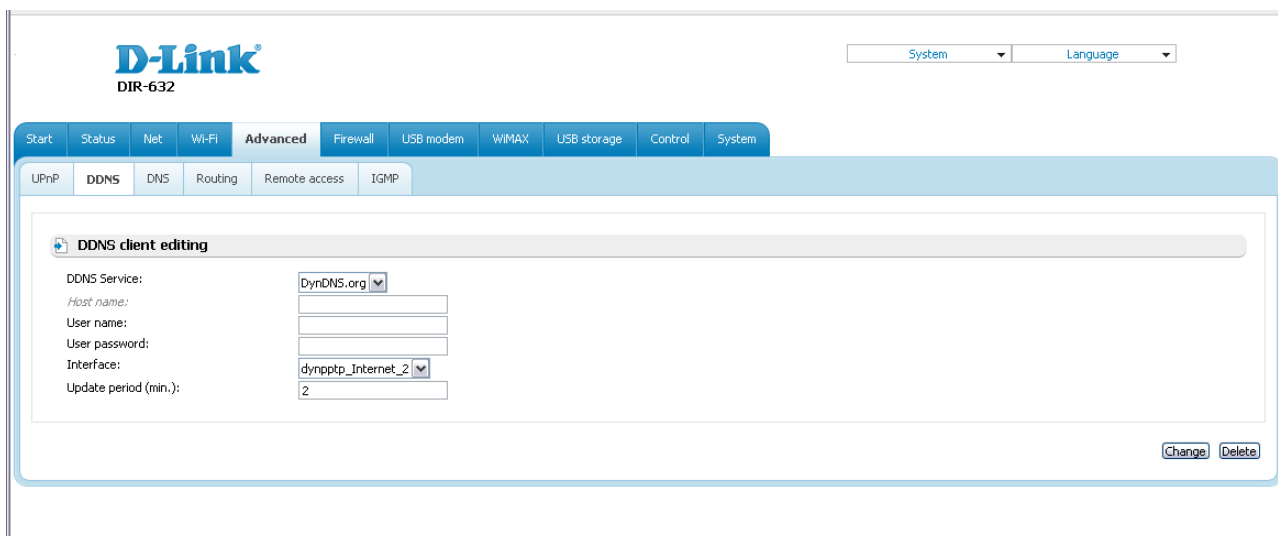 D-Link®
DIR-632
System Language
Start Status Net Wi-Fi Advanced Firewall USB modem WiMAX USB storage Control System
UPnP DDNS DNS Routing Remote access IGMP
DDNS client editing
DDNS Service: DynDNS.org
Host name:
User name:
User password:
Interface: dynpptp_Internet_2
Update period (min.): 2
Change Delete